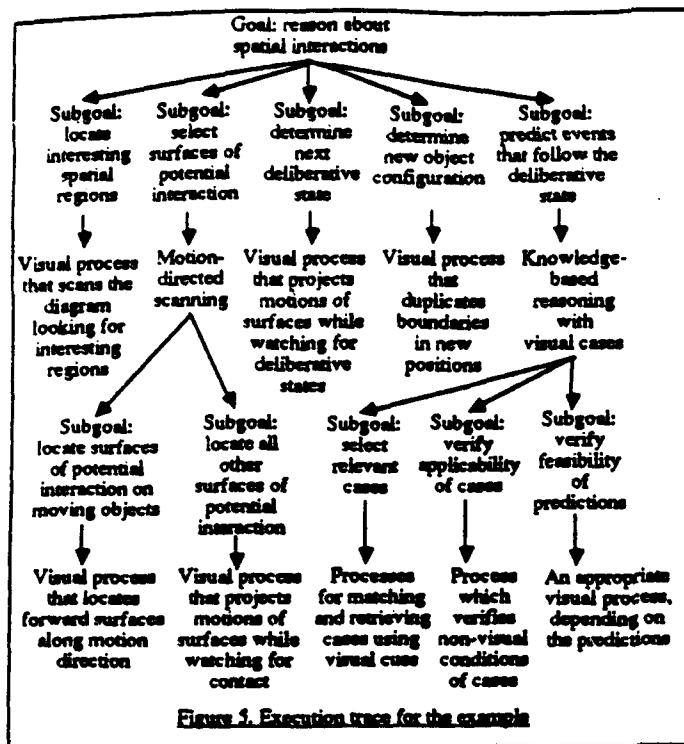 Goal: reason about
spatial interactions
Subgoal:
locate
interesting
spatial
regions
Subgoal:
select
surfaces of
potential
interaction
Subgoal:
determine
next
deliberative
state
Subgoal:
determine
new object
configuration
Subgoal:
predict events
that follow the
deliberative
state
Visual process
that scans the
diagram
looking for
interesting
regions
Motion-
directed
scanning
Visual process
that projects
motions of
surfaces while
watching for
deliberative
states
Visual process
that
duplicates
boundaries
in new
positions
Knowledge-
based
reasoning
with
visual cases
Subgoal:
locate surfaces
of potential
interaction on
moving objects
Subgoal:
locate all
other
surfaces of
potential
interaction
Subgoal:
select
relevant
cases
Subgoal:
verify
applicability
of cases
Subgoal:
verify
feasibility
of
predictions
Visual process
that locates
forward surfaces
along motion
direction
Visual process
that projects
motions of
surfaces while
watching for
contact
Processes
for matching
and retrieving
cases using
visual cues
Process
which
verifies
non-visual
conditions
of cases
An appropriate
visual process,
depending on
the predictions
Figure 5. Execution trace for the example